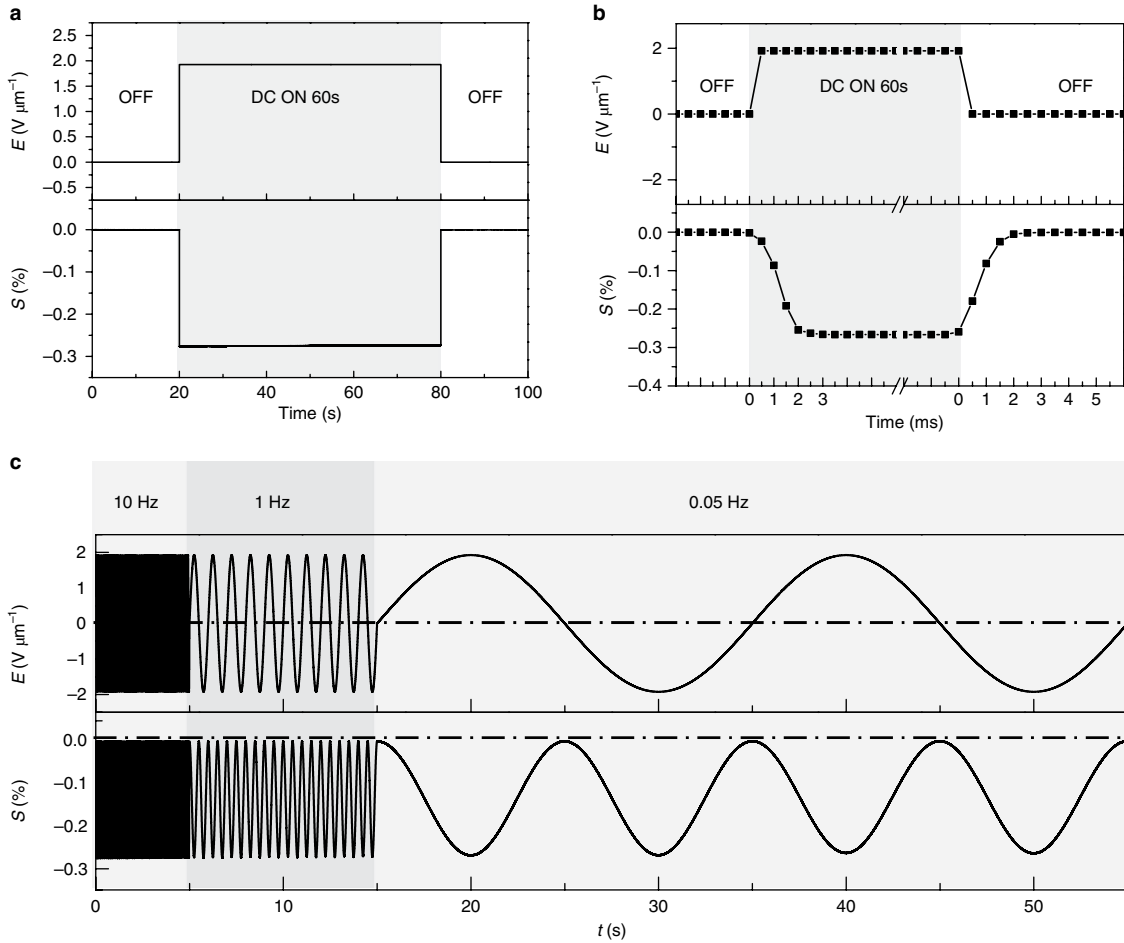 a
2.5
2.0
1.5
1.0
0.5
0.0
−0.5
E (V μm⁻¹)
OFF
DC ON 60s
OFF
0.0
−0.1
−0.2
−0.3
S (%)
0 20 40 60 80 100
Time (s)
b
2
0
−2
E (V μm⁻¹)
OFF
DC ON 60s
OFF
0.0
−0.1
−0.2
−0.3
−0.4
S (%)
0 1 2 3 0 1 2 3 4 5
Time (ms)
c
10 Hz 1 Hz 0.05 Hz
2
1
0
−1
−2
E (V μm⁻¹)
0.0
−0.1
−0.2
−0.3
S (%)
0 10 20 30 40 50
t (s)